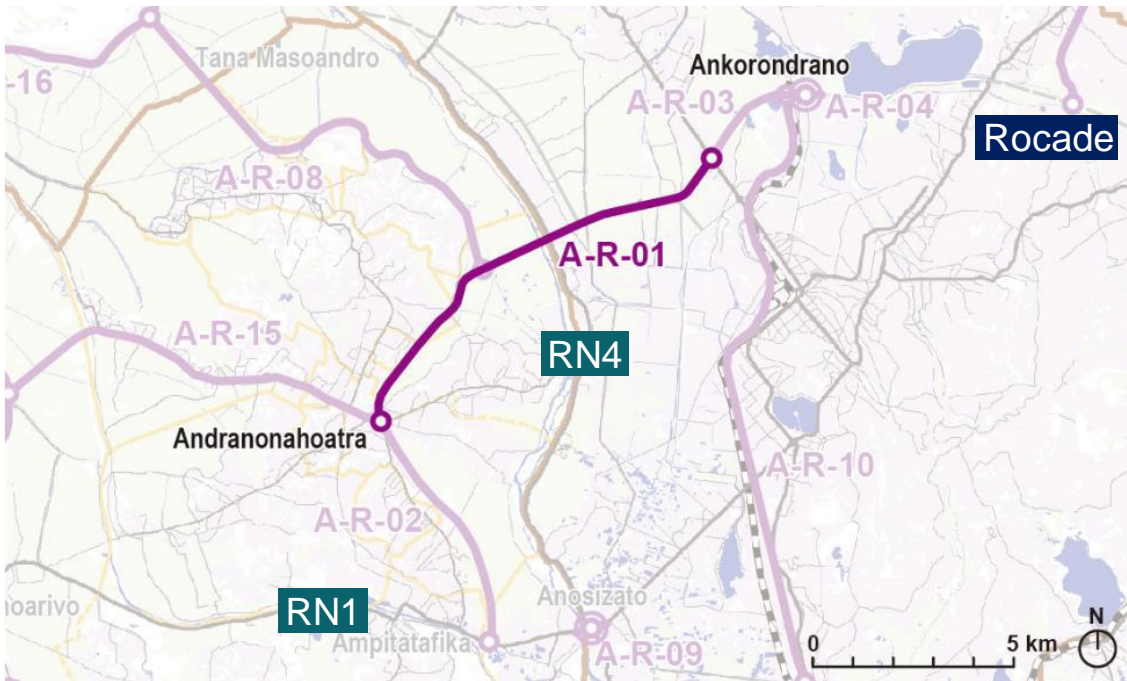 Tana Masoandro
Ankorondrano
-16
A-R-03
A-R-04
Rocade
A-R-08
A-R-01
A-R-15
RN4
Andranonahoatra
A-R-10
A-R-02
RN1
noarivo
Anosizato
Ampitatafika
A-R-09
0
5 km
N